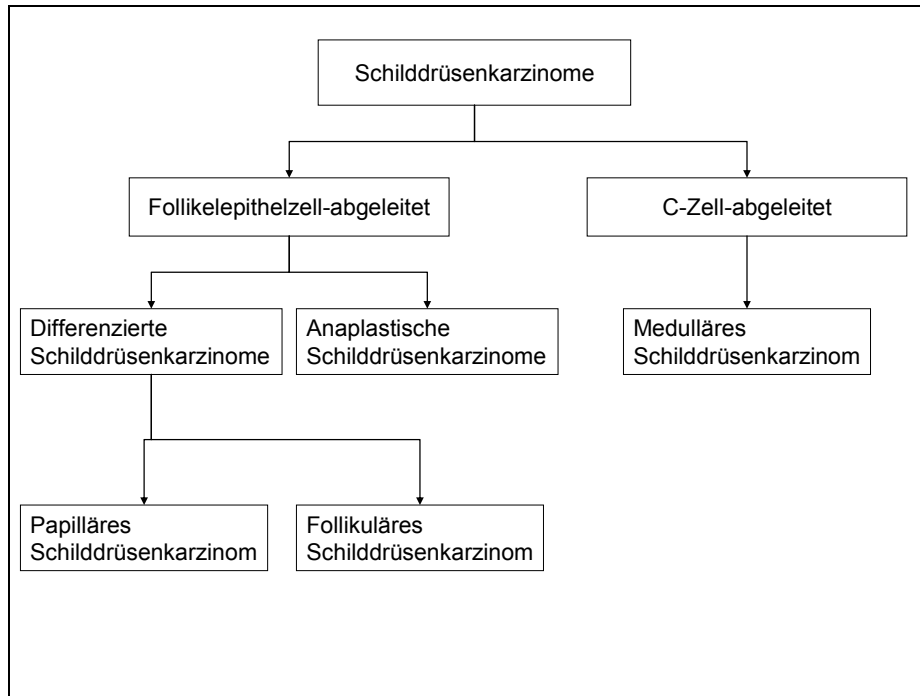 Schilddrüsenkarzinome
Follikelepithelzell-abgeleitet
C-Zell-abgeleitet
Differenzierte
Schilddrüsenkarzinome
Anaplastische
Schilddrüsenkarzinome
Medulläres
Schilddrüsenkarzinom
Papilläres
Schilddrüsenkarzinom
Follikuläres
Schilddrüsenkarzinom